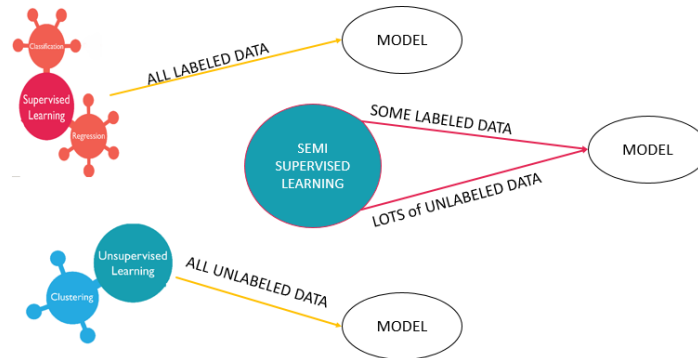 Classification
Supervised
Learning
Regression
ALL LABELED DATA
MODEL
SEMI
SUPERVISED
LEARNING
SOME LABELED DATA
LOTS of UNLABELED DATA
MODEL
Unsupervised
Learning
Clustering
ALL UNLABELED DATA
MODEL